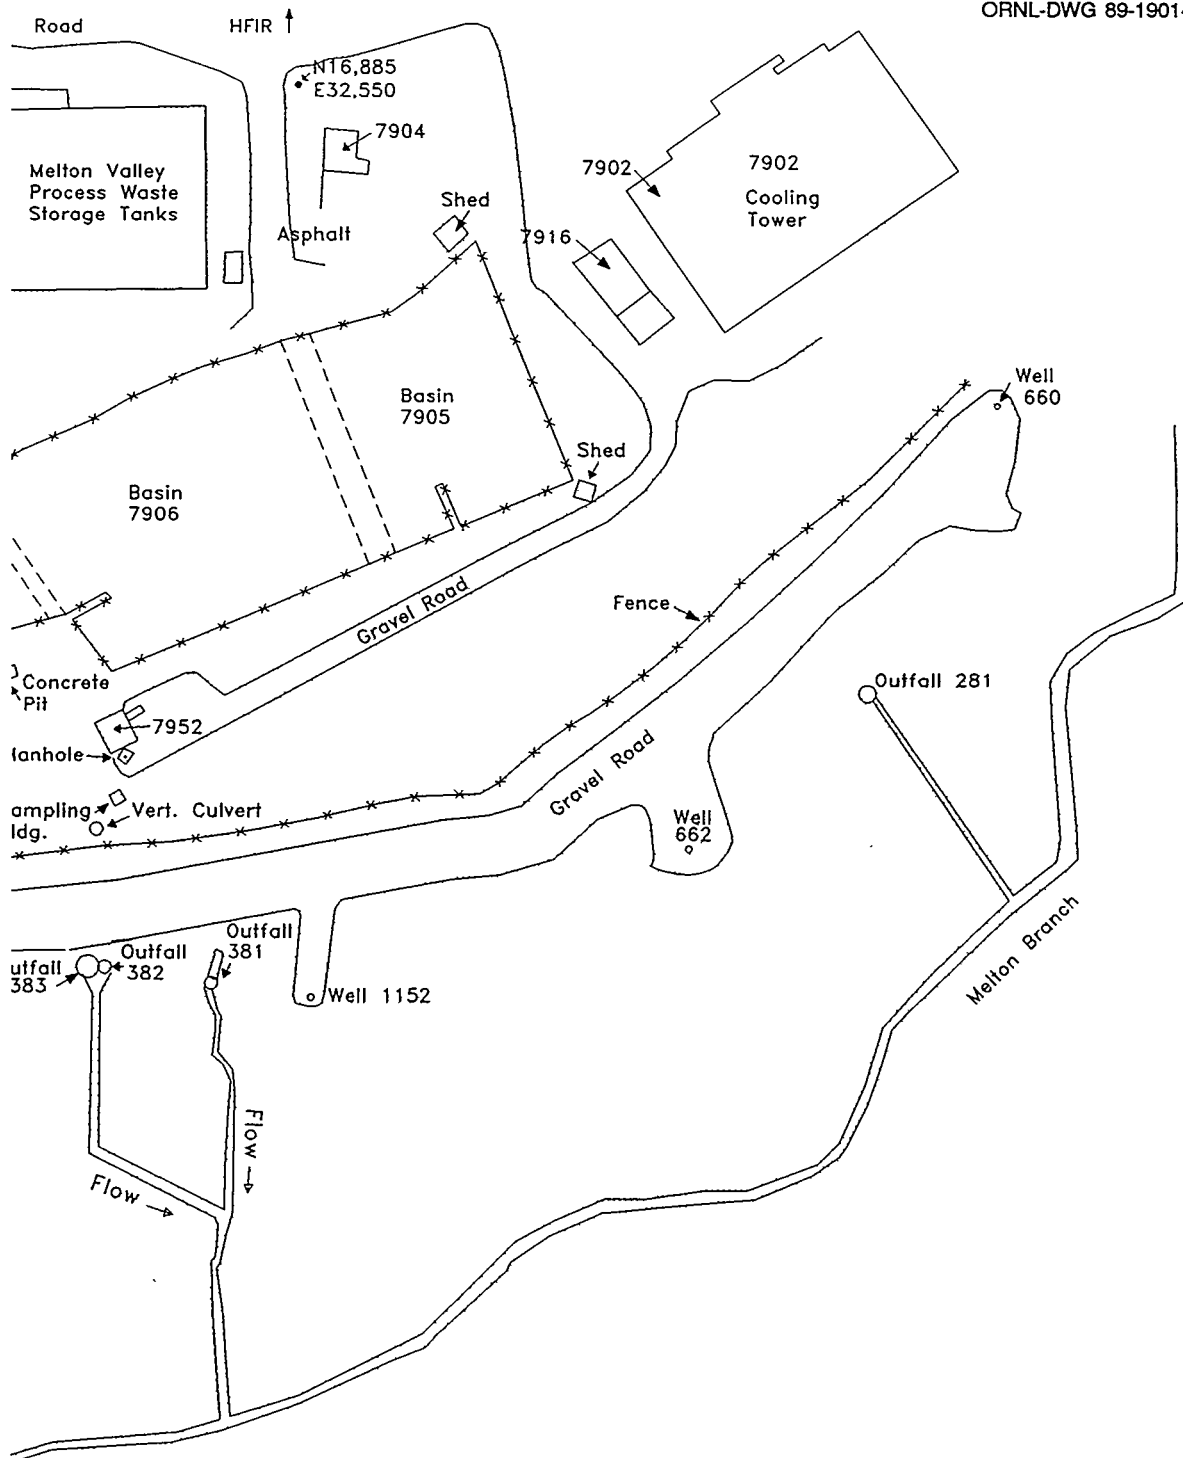 ORNL-DWG 89-1901
Road
HFIR
N16,885
E32,550
7904
Melton Valley
Process Waste
Storage Tanks
Shed
Asphalt
7916
7902
7902
Cooling
Tower
Well
660
Basin
7905
Shed
Basin
7906
Gravel Road
Fence
Concrete
Pit
Outfall 281
7952
anhole
ampling
ldg.
Vert. Culvert
Gravel Road
Well
662
Melton Branch
Outfall
381
Outfall
382
utfall
383
Well 1152
Flow
Flow